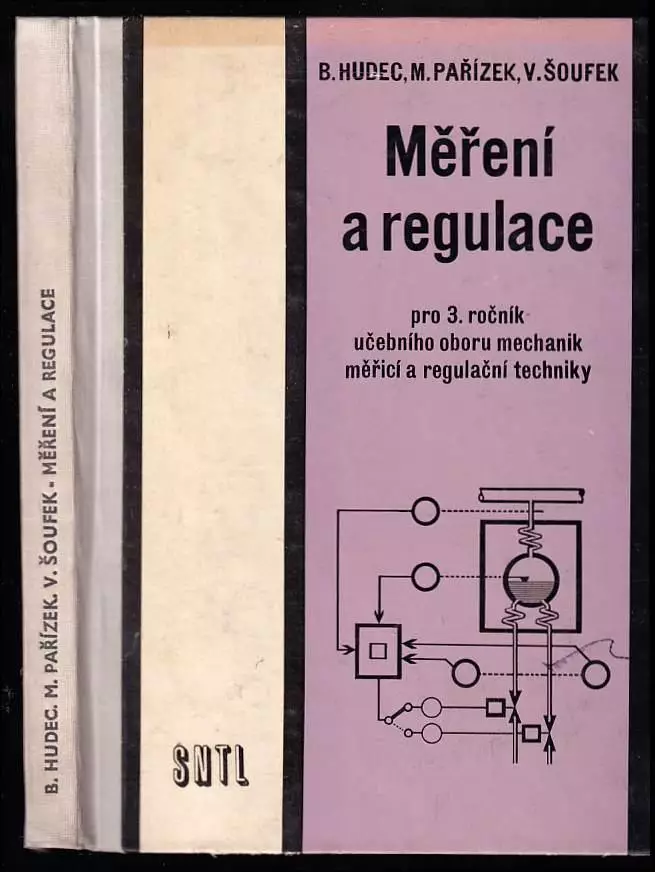 B. HUDEC, M. PAŘÍZEK, V. ŠOUFEK - MĚŘENÍ A REGULACE
SNTL
B. HUDEC, M. PAŘÍZEK, V. ŠOUFEK
Měření
a regulace
pro 3. ročník
učebního oboru mechanik
měřicí a regulační techniky